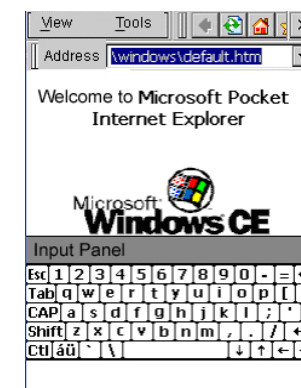 View Tools
Address \windows\default.htm
Welcome to Microsoft Pocket
Internet Explorer
Microsoft
Windows CE
Input Panel
Esc 1 2 3 4 5 6 7 8 9 0 - =
Tab q w e r t y u i o p [
CAP a s d f g h j k l ; '
Shift z x c v b n m , . /
Ctl áü ` \ ↓ ↑ ←